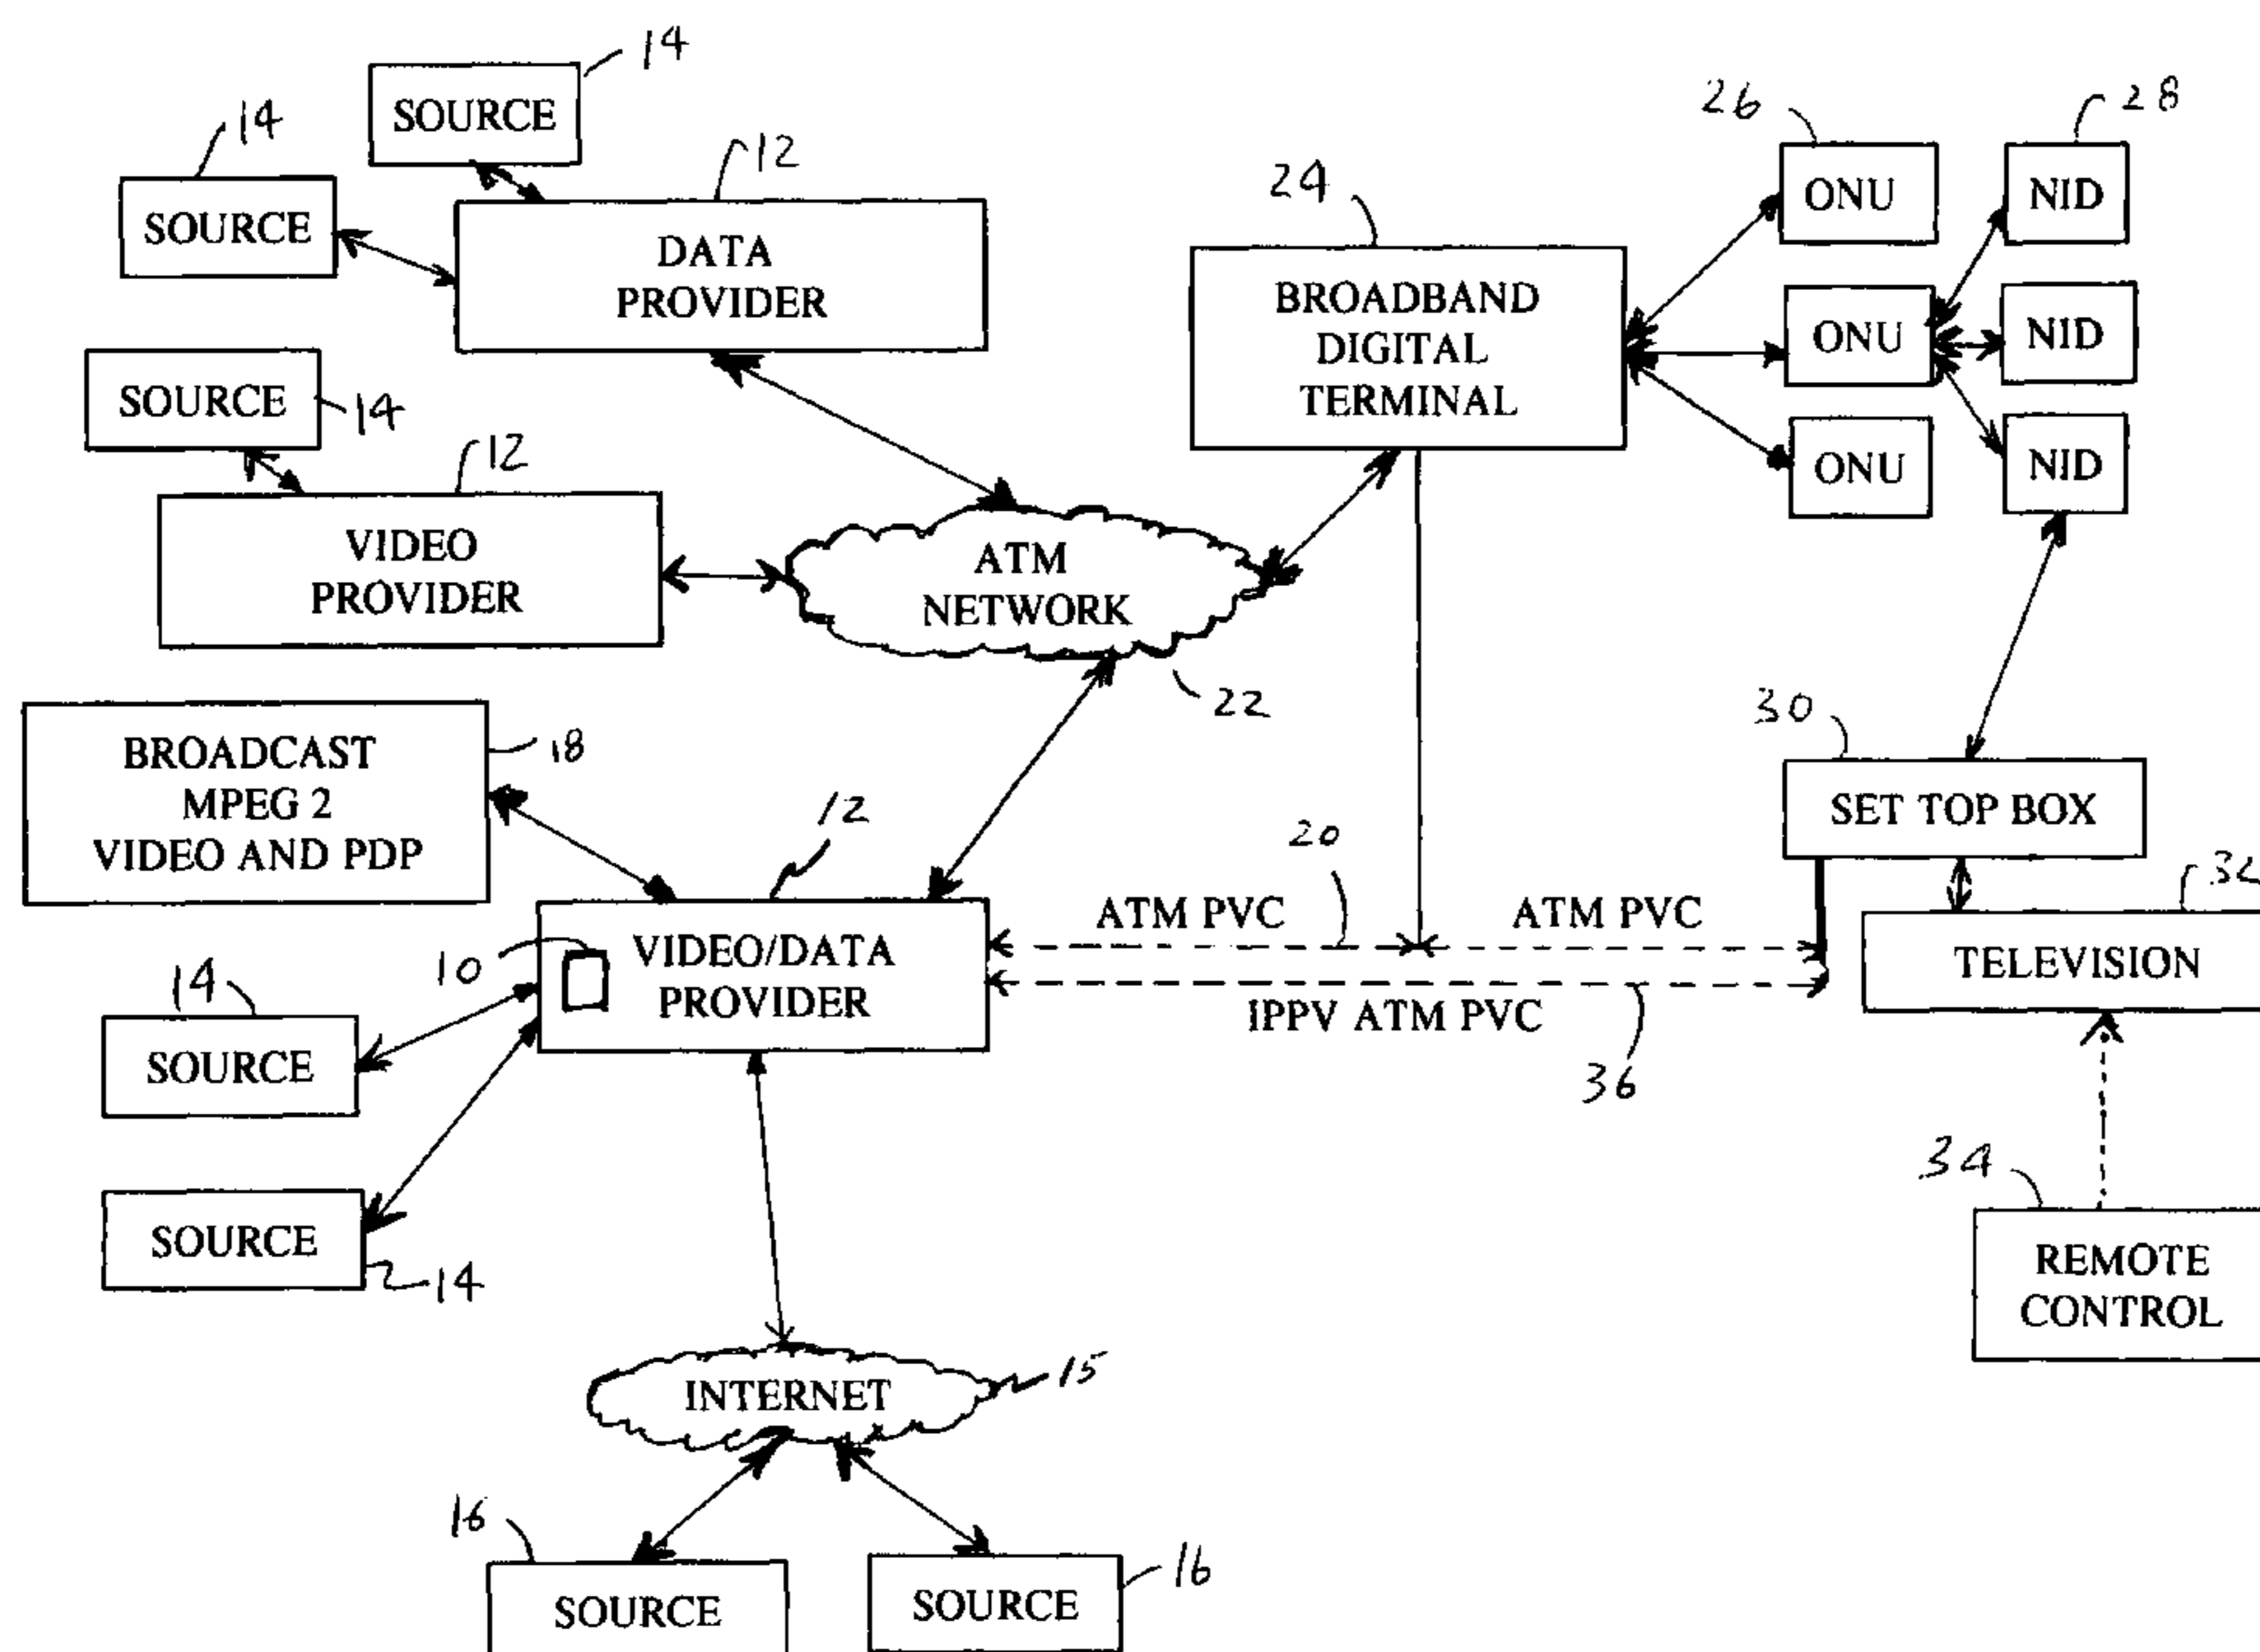 14
SOURCE
14
SOURCE
12
DATA
PROVIDER
SOURCE
14
12
VIDEO
PROVIDER
ATM
NETWORK
22
24
BROADBAND
DIGITAL
TERMINAL
26
28
ONU
NID
ONU
NID
ONU
NID
BROADCAST
MPEG 2
VIDEO AND PDP
18
12
10
VIDEO/DATA
PROVIDER
14
SOURCE
SOURCE
14
20
ATM PVC
ATM PVC
IPPV ATM PVC
36
30
SET TOP BOX
32
TELEVISION
34
REMOTE
CONTROL
INTERNET
15
16
SOURCE
SOURCE
16